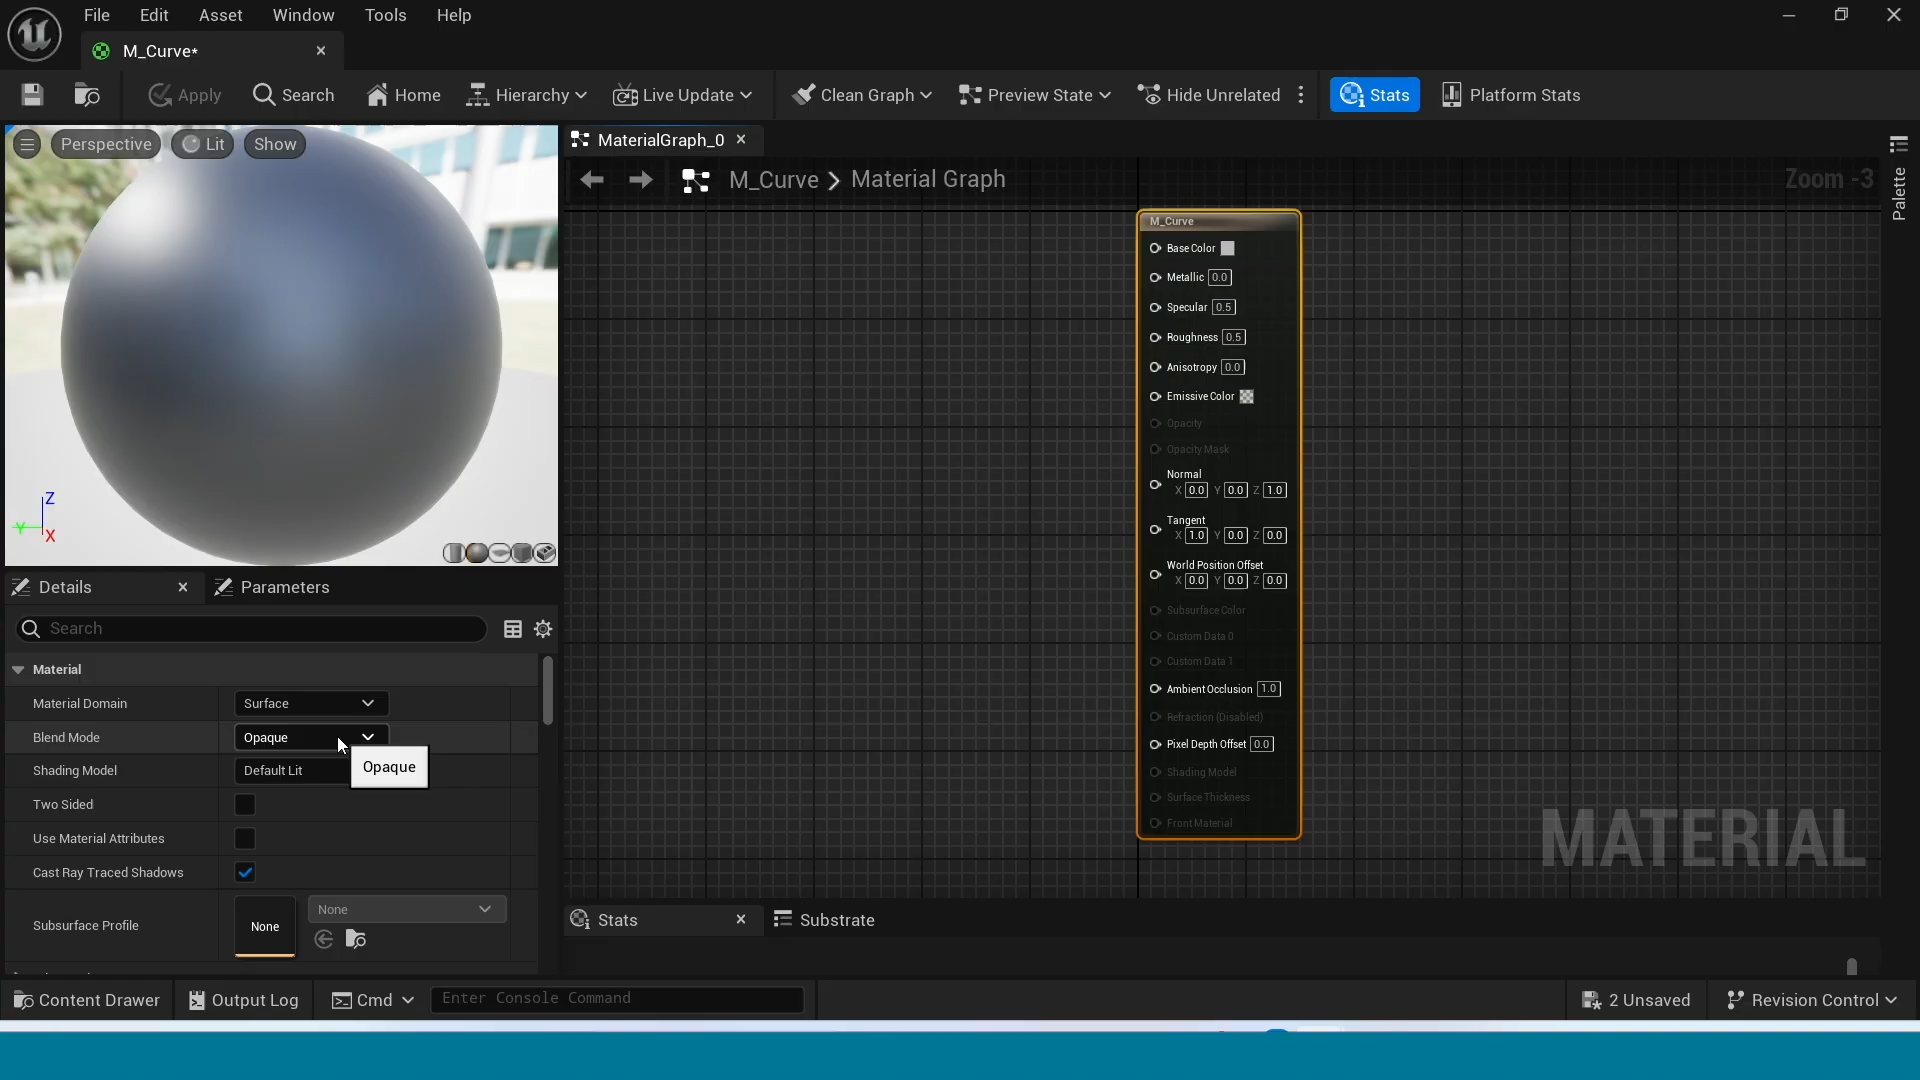 File Edit Asset Window Tools Help
M_Curve*
Apply Search Home Hierarchy Live Update Clean Graph Preview State Hide Unrelated Stats Platform Stats
Perspective Lit Show
MaterialGraph_0
M_Curve > Material Graph
Zoom -3
Palette
M_Curve
Base Color
Metallic 0.0
Specular 0.5
Roughness 0.5
Anisotropy 0.0
Emissive Color
Opacity
Opacity Mask
Normal
X 0.0 Y 0.0 Z 1.0
Tangent
X 1.0 Y 0.0 Z 0.0
World Position Offset
X 0.0 Y 0.0 Z 0.0
Subsurface Color
Custom Data 0
Custom Data 1
Ambient Occlusion 1.0
Refraction (Disabled)
Pixel Depth Offset 0.0
Shading Model
Surface Thickness
Front Material
MATERIAL
Z
Y
X
Details Parameters
Search
Material
Material Domain Surface
Blend Mode Opaque
Opaque
Shading Model Default Lit
Two Sided
Use Material Attributes
Cast Ray Traced Shadows
Subsurface Profile None None
Stats Substrate
Content Drawer Output Log Cmd Enter Console Command 2 Unsaved Revision Control